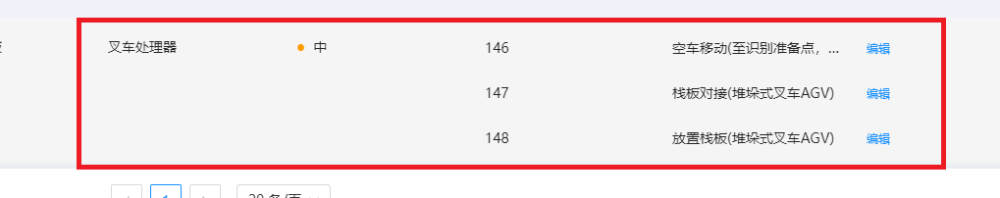 叉车处理器 中 146 空车移动(至识别准备点，... 编辑
147 栈板对接(堆垛式叉车AGV) 编辑
148 放置栈板(堆垛式叉车AGV) 编辑